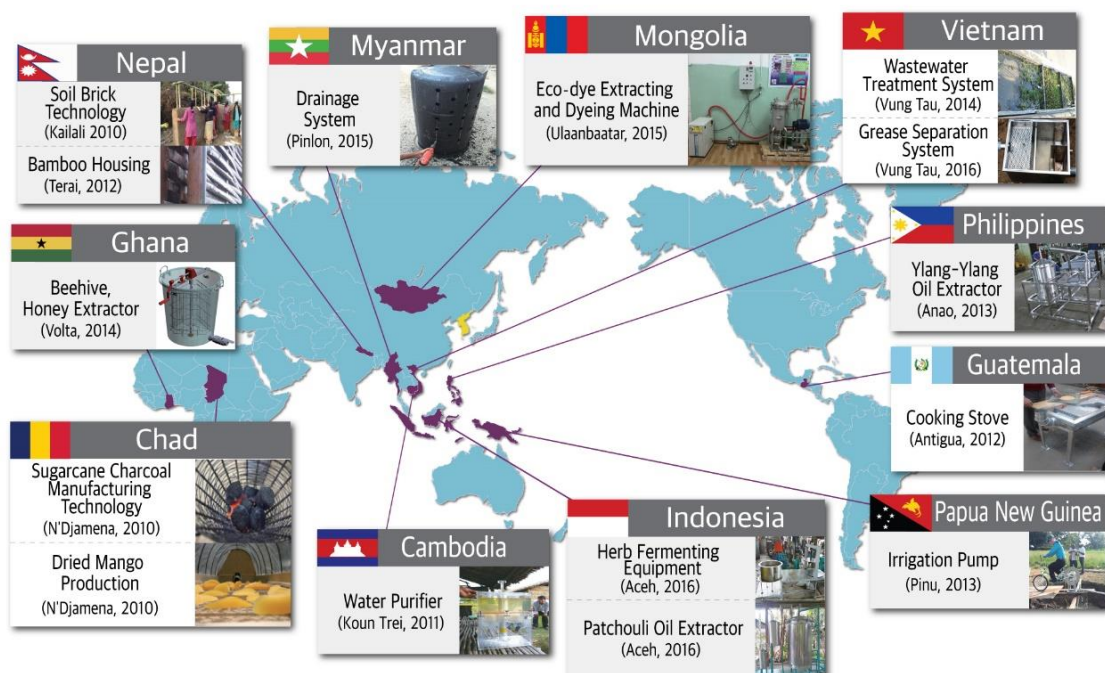 Nepal
Soil Brick
Technology
(Kailali 2010)
Bamboo Housing
(Terai, 2012)
Myanmar
Drainage
System
(Pinlon, 2015)
Mongolia
Eco-dye Extracting
and Dyeing Machine
(Ulaanbaatar, 2015)
Vietnam
Wastewater
Treatment System
(Vung Tau, 2014)
Grease Separation
System
(Vung Tau, 2016)
Ghana
Beehive,
Honey Extractor
(Volta, 2014)
Philippines
Ylang-Ylang
Oil Extractor
(Anao, 2013)
Guatemala
Cooking Stove
(Antigua, 2012)
Chad
Sugarcane Charcoal
Manufacturing
Technology
(N'Djamena, 2010)
Dried Mango
Production
(N'Djamena, 2010)
Cambodia
Water Purifier
(Koun Trei, 2011)
Indonesia
Herb Fermenting
Equipment
(Aceh, 2016)
Patchouli Oil Extractor
(Aceh, 2016)
Papua New Guinea
Irrigation Pump
(Pinu, 2013)